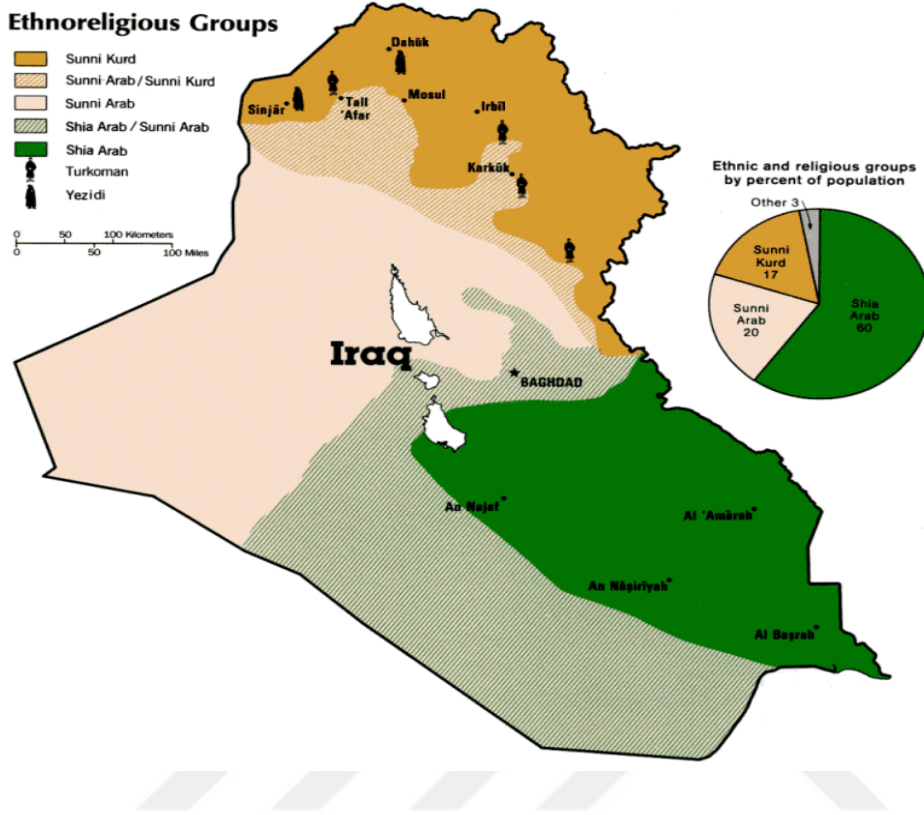 Ethnoreligious Groups
Sunni Kurd
Sunni Arab/Sunni Kurd
Sunni Arab
Shia Arab/Sunni Arab
Shia Arab
Turkoman
Yezidi
0 50 100 Kilometers
0 50 100 Miles
Dahūk
Sinjār
Tall
'Afar
Mosul
Irbīl
Karkūk
Iraq
BAGHDAD
An Najaf
Al 'Amārah
An Nāşirīyah
Al Başrah
Ethnic and religious groups
by percent of population
Other 3
Sunni
Kurd
17
Sunni
Arab
20
Shia
Arab
60